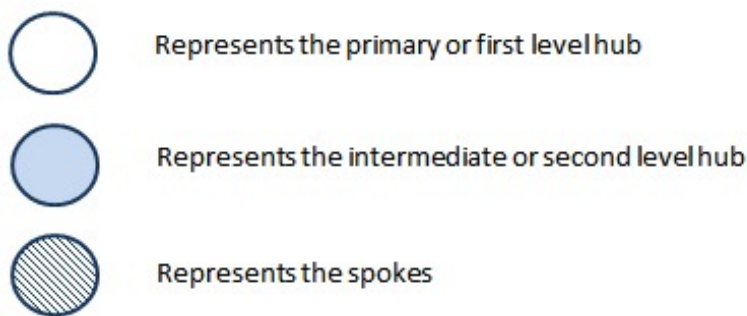 Represents the primary or first level hub
Represents the intermediate or second level hub
Represents the spokes